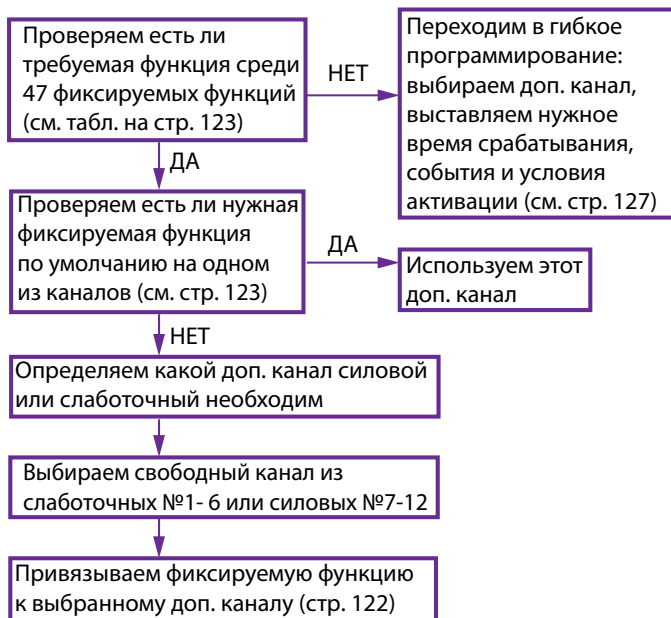 Проверяем есть ли
требуемая функция среди
47 фиксируемых функций
(см. табл. на стр. 123)
НЕТ
Переходим в гибкое
программирование:
выбираем доп. канал,
выставляем нужное
время срабатывания,
события и условия
активации (см. стр. 127)
ДА
Проверяем есть ли нужная
фиксируемая функция
по умолчанию на одном
из каналов (см. стр. 123)
ДА
Используем этот
доп. канал
НЕТ
Определяем какой доп. канал силовой
или слаботочный необходим
Выбираем свободный канал из
слаботочных №1- 6 или силовых №7-12
Привязываем фиксируемую функцию
к выбранному доп. каналу (стр. 122)